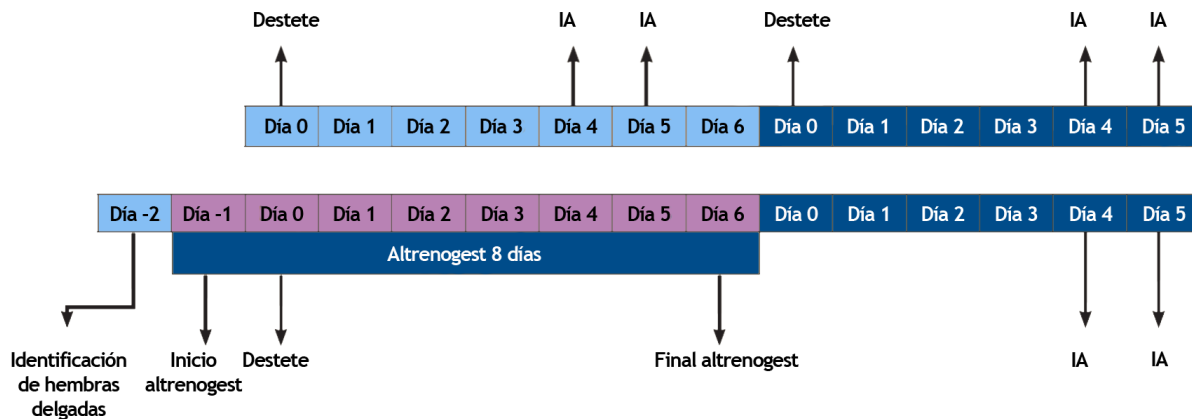 Destete IA IA Destete IA IA
Día 0 Día 1 Día 2 Día 3 Día 4 Día 5 Día 6 Día 0 Día 1 Día 2 Día 3 Día 4 Día 5
Día -2 Día -1 Día 0 Día 1 Día 2 Día 3 Día 4 Día 5 Día 6 Día 0 Día 1 Día 2 Día 3 Día 4 Día 5
Altrenogest 8 días
Identificación Inicio Destete Final altrenogest IA IA
de hembras altrenogest
delgadas